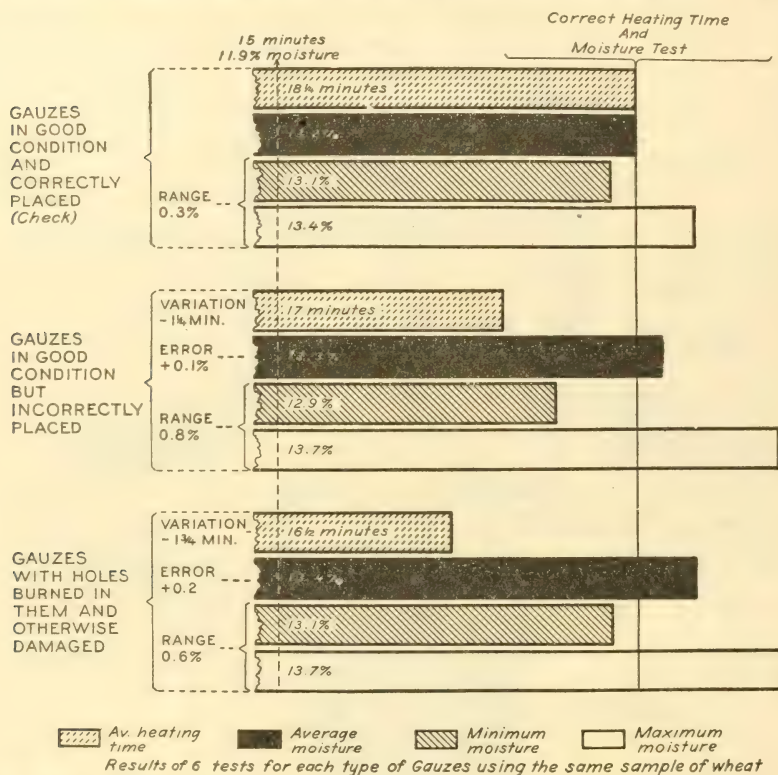 Correct Heating Time
And
Moisture Test
15 minutes
11.9% moisture
GAUZES
IN GOOD
CONDITION
AND
CORRECTLY
PLACED
(Check)
RANGE
0.3%
18¼ minutes
13.1%
13.4%
GAUZES
IN GOOD
CONDITION
BUT
INCORRECTLY
PLACED
VARIATION
-1¼ MIN.
ERROR
+0.1%
RANGE
0.8%
17 minutes
12.9%
13.7%
GAUZES
WITH HOLES
BURNED IN
THEM AND
OTHERWISE
DAMAGED
VARIATION
-1¾ MIN.
ERROR
+0.2
RANGE
0.6%
16½ minutes
13.1%
13.7%
Av. heating
time
Average
moisture
Minimum
moisture
Maximum
moisture
Results of 6 tests for each type of Gauzes using the same sample of wheat